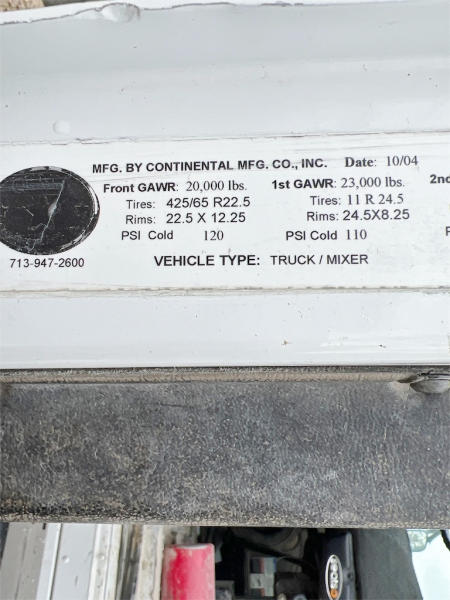 MFG. BY CONTINENTAL MFG. CO., INC. Date: 10/04
Front GAWR: 20,000 lbs. 1st GAWR: 23,000 lbs. 2nd
Tires: 425/65 R22.5 Tires: 11 R 24.5
Rims: 22.5 X 12.25 Rims: 24.5X8.25
PSI Cold 120 PSI Cold 110 P
713-947-2600 VEHICLE TYPE: TRUCK / MIXER